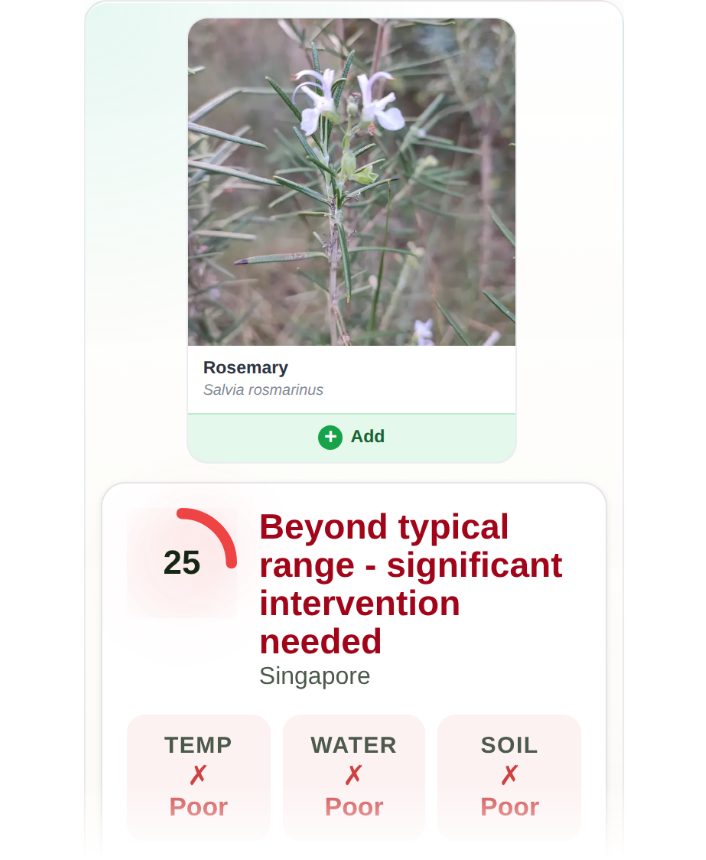 Rosemary
Salvia rosmarinus
Add
25
Beyond typical
range - significant
intervention
needed
Singapore
TEMP
✗
Poor
WATER
✗
Poor
SOIL
✗
Poor